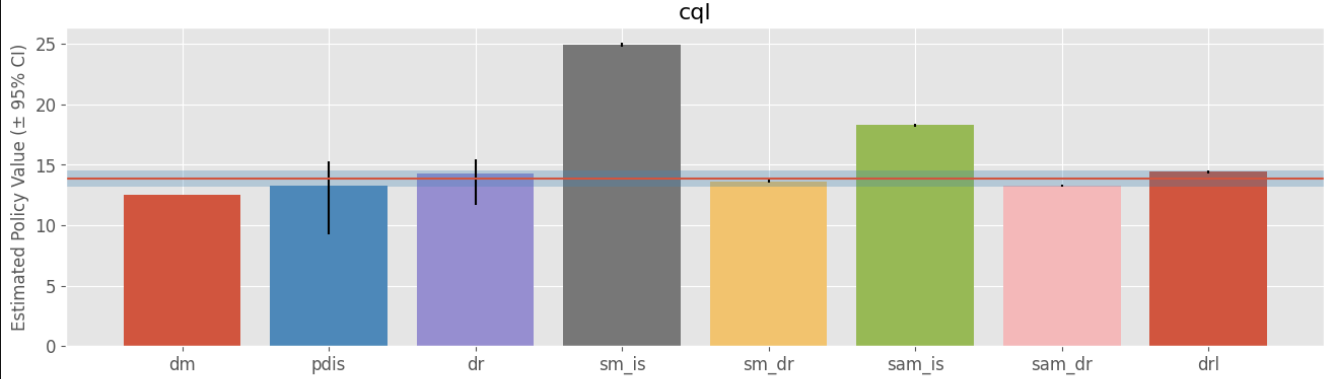 cql
Estimated Policy Value (± 95% CI)
25
20
15
10
5
0
dm pdis dr sm_is sm_dr sam_is sam_dr drl